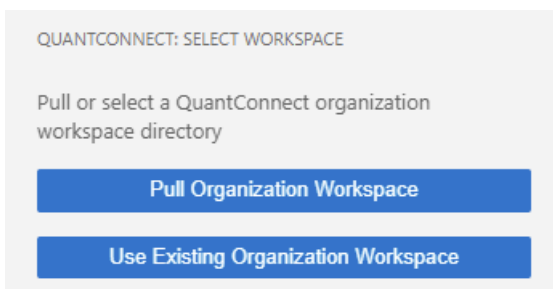 QUANTCONNECT: SELECT WORKSPACE
Pull or select a QuantConnect organization
workspace directory
Pull Organization Workspace
Use Existing Organization Workspace